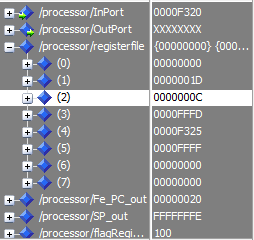 /processor/InPort 0000F320
/processor/OutPort XXXXXXXX
/processor/registerfile {00000000} {000...
(0) 00000000
(1) 0000001D
(2) 0000000C
(3) 0000FFFD
(4) 0000F325
(5) 0000FFFF
(6) 00000000
(7) 00000000
/processor/Fe_PC_out 00000020
/processor/SP_out FFFFFFFE
/processor/flagRegi... 100